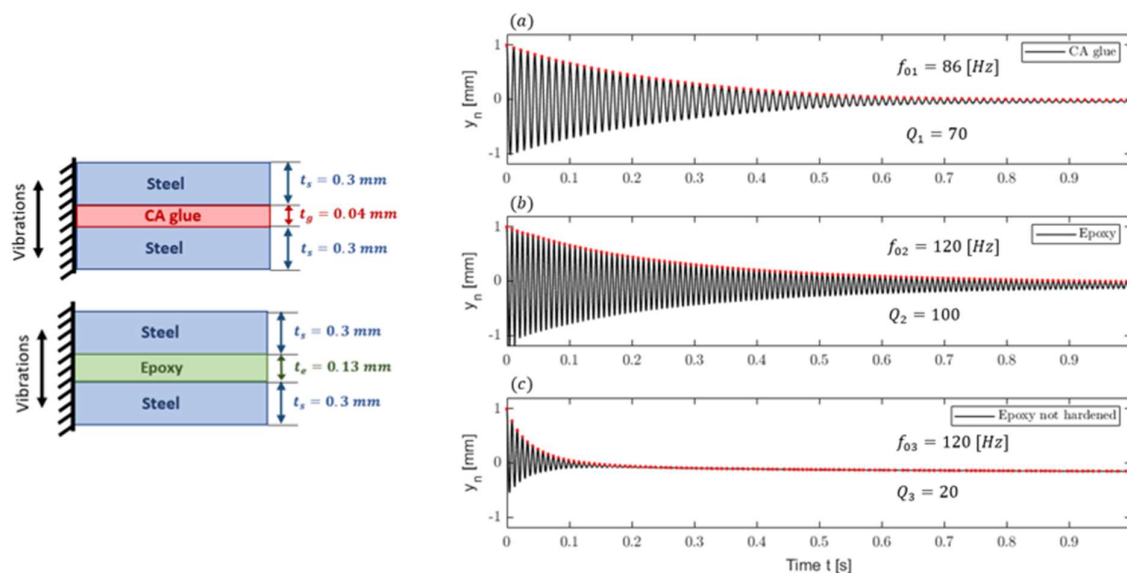 Vibrations
Steel
CA glue
Steel
t_s = 0.3 mm
t_g = 0.04 mm
t_s = 0.3 mm
Vibrations
Steel
Epoxy
Steel
t_s = 0.3 mm
t_e = 0.13 mm
t_s = 0.3 mm
(a)
CA glue
f_01 = 86 [Hz]
Q_1 = 70
y_n [mm]
1
0
-1
0 0.1 0.2 0.3 0.4 0.5 0.6 0.7 0.8 0.9
(b)
Epoxy
f_02 = 120 [Hz]
Q_2 = 100
y_n [mm]
1
0
-1
0 0.1 0.2 0.3 0.4 0.5 0.6 0.7 0.8 0.9
(c)
Epoxy not hardened
f_03 = 120 [Hz]
Q_3 = 20
y_n [mm]
1
0
-1
0 0.1 0.2 0.3 0.4 0.5 0.6 0.7 0.8 0.9
Time t [s]